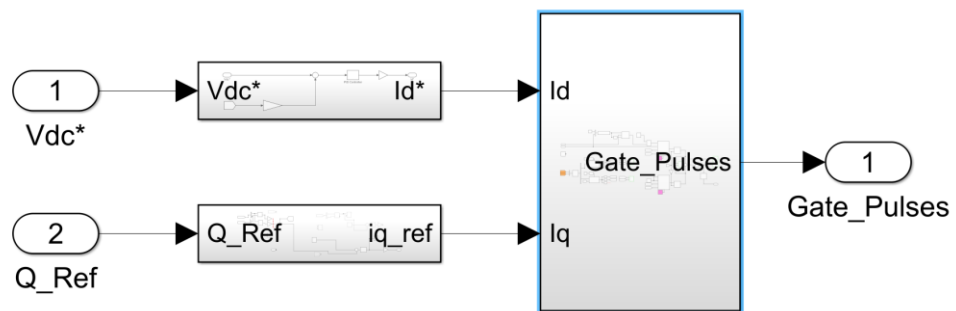 1
Vdc*
Vdc*
Id*
Id
Gate_Pulses
1
Gate_Pulses
2
Q_Ref
Q_Ref
iq_ref
Iq